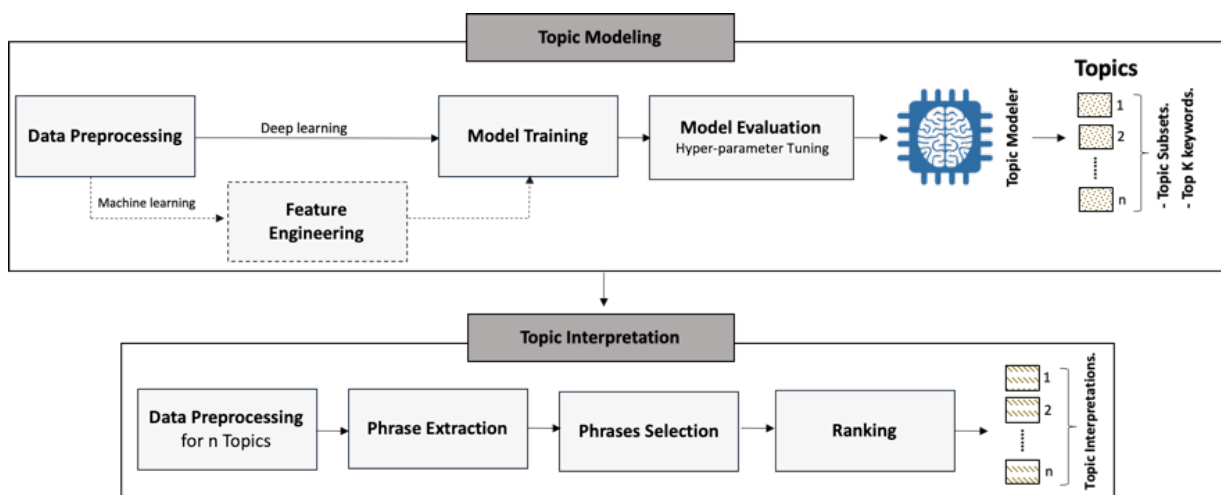 Topic Modeling
Data Preprocessing
Deep learning
Machine learning
Feature
Engineering
Model Training
Model Evaluation
Hyper-parameter Tuning
Topic Modeler
Topics
1
2
n
- Topic Subsets.
- Top K keywords.
Topic Interpretation
Data Preprocessing
for n Topics
Phrase Extraction
Phrases Selection
Ranking
1
2
n
Topic Interpretations.